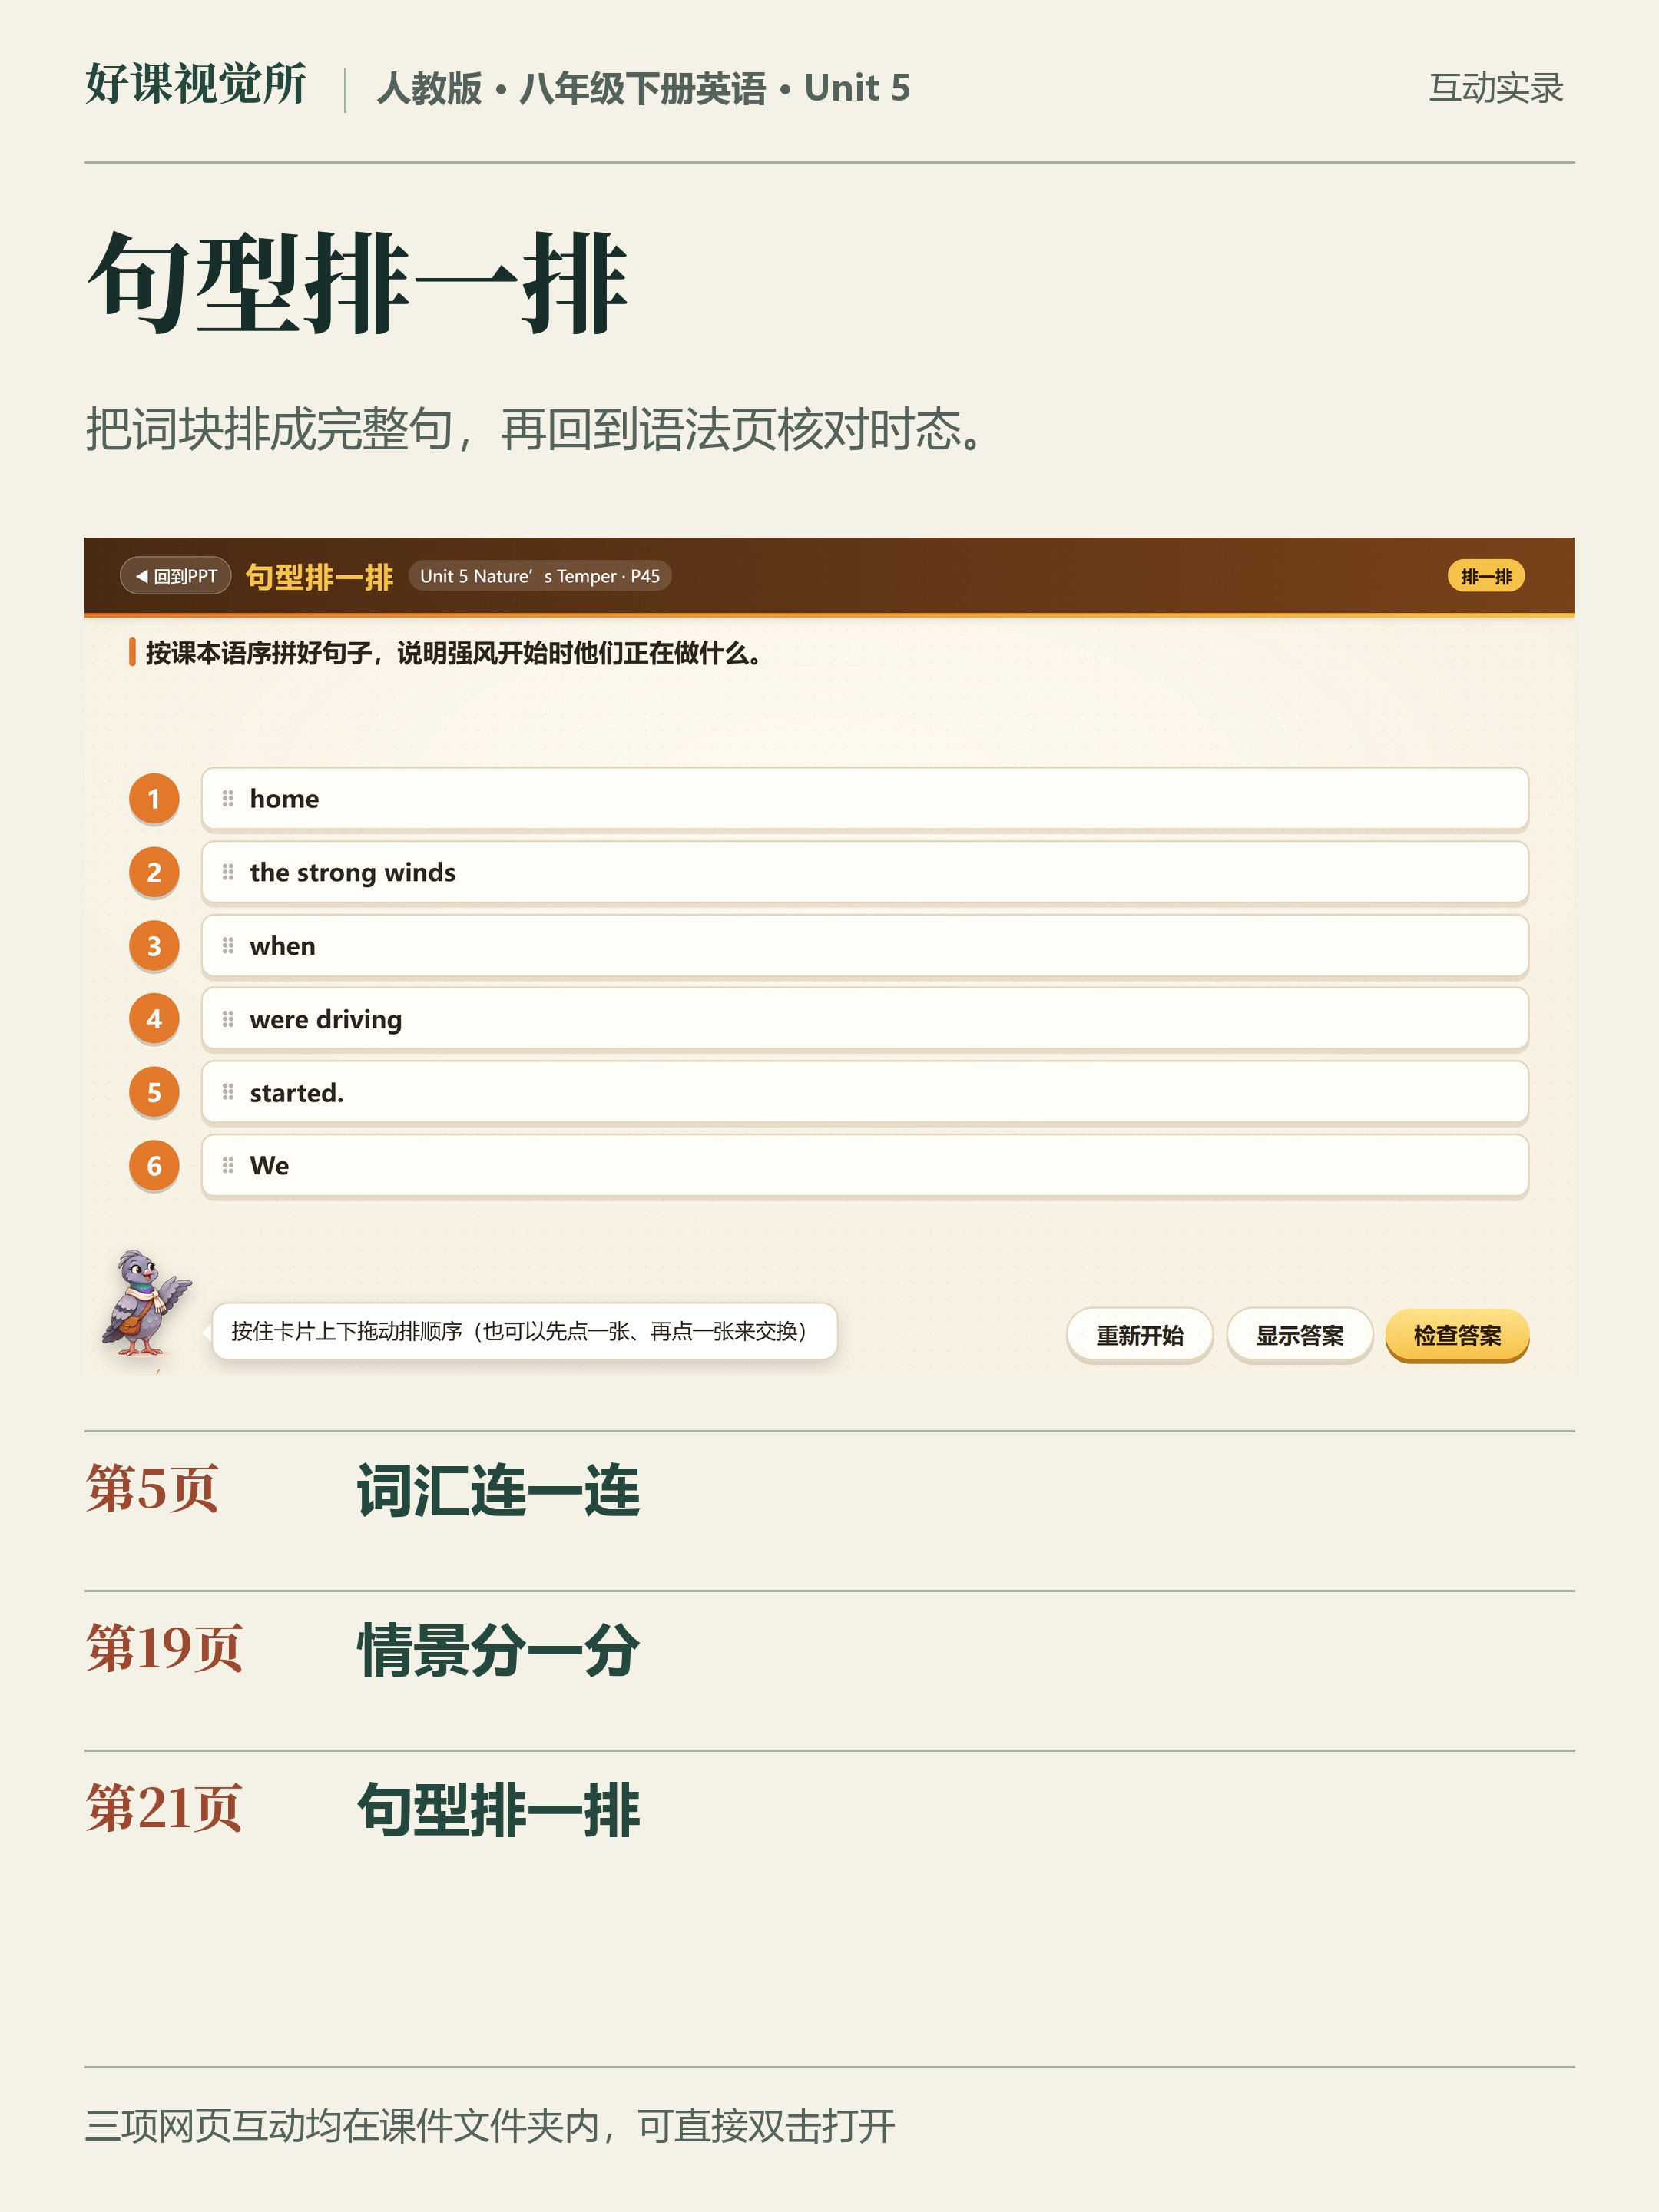 好课视觉所
人教版・八年级下册英语・Unit 5
互动实录
句型排一排
把词块排成完整句，再回到语法页核对时态。
◀ 回到PPT
句型排一排
Unit 5 Nature’s Temper · P45
排一排
按课本语序拼好句子，说明强风开始时他们正在做什么。
1 home
2 the strong winds
3 when
4 were driving
5 started.
6 We
按住卡片上下拖动排顺序（也可以先点一张、再点一张来交换）
重新开始
显示答案
检查答案
第5页 词汇连一连
第19页 情景分一分
第21页 句型排一排
三项网页互动均在课件文件夹内，可直接双击打开